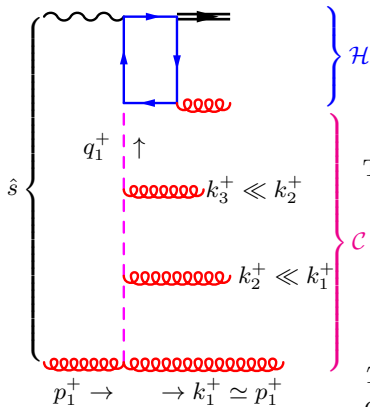 ℋ
q₁⁺ ↑
ŝ
k₃⁺ ≪ k₂⁺
T
𝒞
k₂⁺ ≪ k₁⁺
T
p₁⁺ → → k₁⁺ ≃ p₁⁺